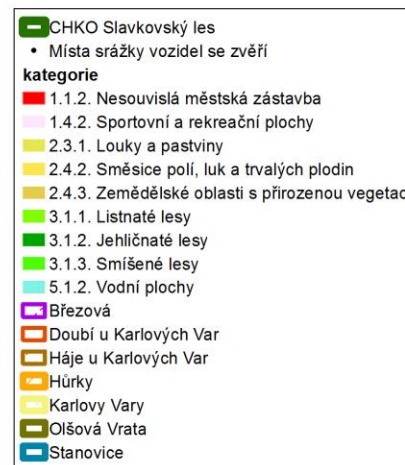 CHKO Slavkovský les
Místa srážky vozidel se zvěří
kategorie
1.1.2. Nesouvislá městská zástavba
1.4.2. Sportovní a rekreační plochy
2.3.1. Louky a pastviny
2.4.2. Směsice polí, luk a trvalých plodin
2.4.3. Zemědělské oblasti s přirozenou vegetac
3.1.1. Listnaté lesy
3.1.2. Jehličnaté lesy
3.1.3. Smíšené lesy
5.1.2. Vodní plochy
Březová
Doubí u Karlových Var
Háje u Karlových Var
Hůrky
Karlovy Vary
Olšová Vrata
Stanovice